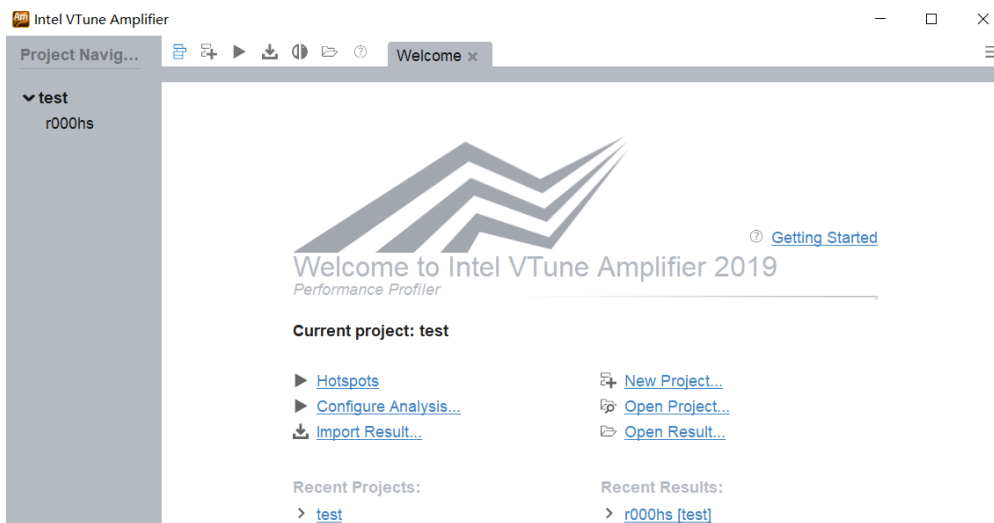 Am Intel VTune Amplifier
Project Navig...
Welcome
test
r000hs
Getting Started
Welcome to Intel VTune Amplifier 2019
Performance Profiler
Current project: test
Hotspots
New Project...
Configure Analysis...
Open Project...
Import Result...
Open Result...
Recent Projects:
Recent Results:
test
r000hs [test]